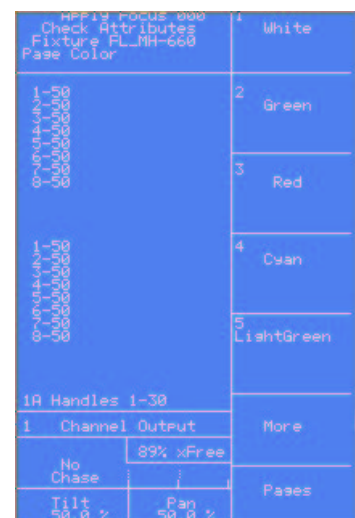 Apply Focus 000
Check Attributes
Fixture FL_MH-660
Page Color
1-50
2-50
3-50
4-50
5-50
6-50
7-50
8-50
1-50
2-50
3-50
4-50
5-50
6-50
7-50
8-50
1A Handles 1-30
1 Channel Output
89% xFree
No
Chase
Tilt
50.0 %
Pan
50.0 %
1
White
2
Green
3
Red
4
Cyan
5
LightGreen
More
Pages